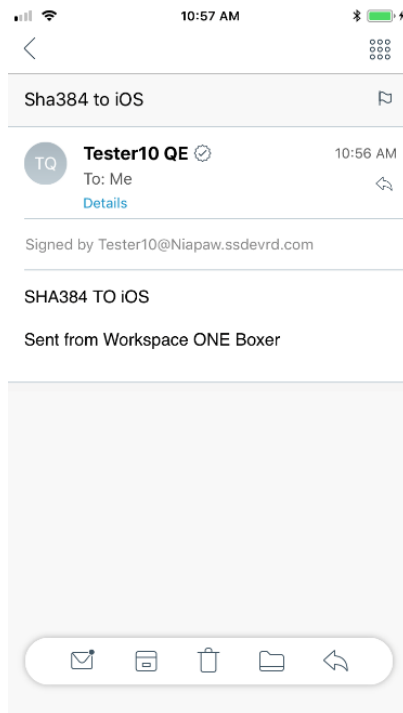 10:57 AM
Sha384 to iOS
TQ
Tester10 QE
10:56 AM
To: Me
Details
Signed by Tester10@Niapaw.ssdevrd.com
SHA384 TO iOS
Sent from Workspace ONE Boxer